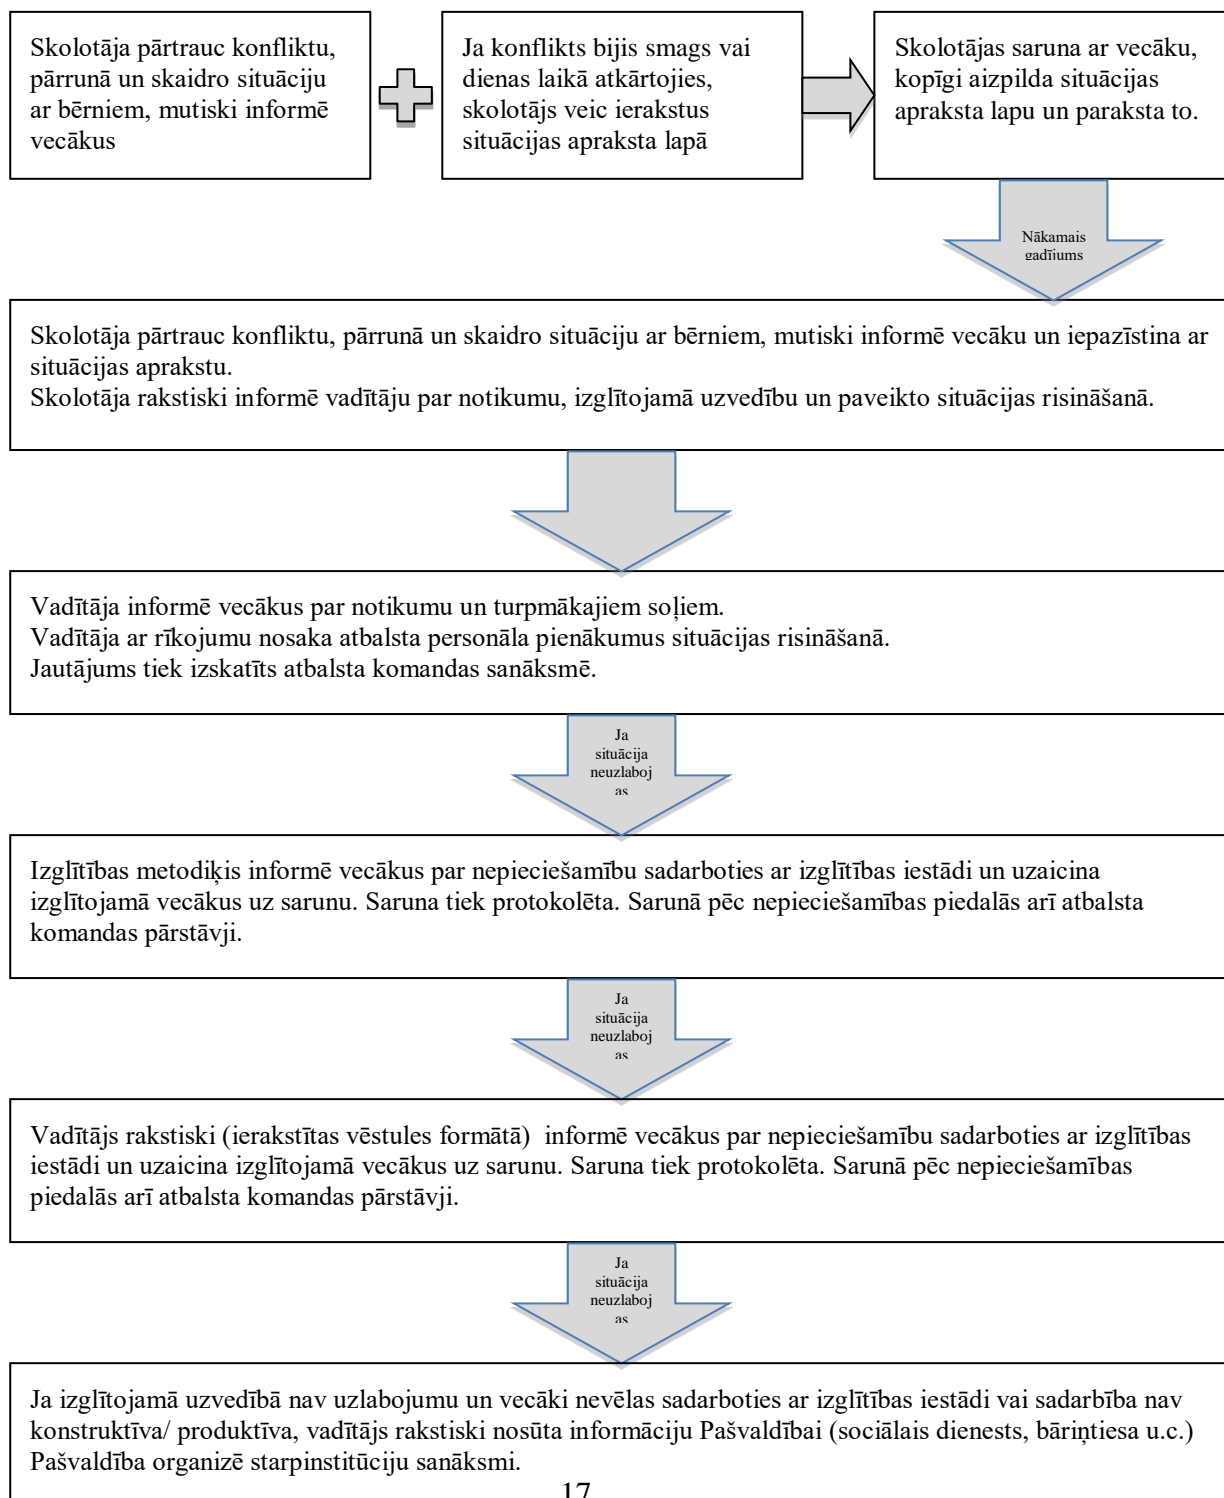 Skolotāja pārtrauc konfliktu,
pārrunā un skaidro situāciju
ar bērniem, mutiski informē
vecākus
Ja konflikts bijis smags vai
dienas laikā atkārtojies,
skolotājs veic ierakstus
situācijas apraksta lapā
Skolotājas saruna ar vecāku,
kopīgi aizpilda situācijas
apraksta lapu un paraksta to.
Nākamais
gadījums
Skolotāja pārtrauc konfliktu, pārrunā un skaidro situāciju ar bērniem, mutiski informē vecāku un iepazīstina ar
situācijas aprakstu.
Skolotāja rakstiski informē vadītāju par notikumu, izglītojamā uzvedību un paveikto situācijas risināšanā.
Vadītāja informē vecākus par notikumu un turpmākajiem soļiem.
Vadītāja ar rīkojumu nosaka atbalsta personāla pienākumus situācijas risināšanā.
Jautājums tiek izskatīts atbalsta komandas sanāksmē.
Ja
situācija
neuzlaboj
as
Izglītības metodiķis informē vecākus par nepieciešamību sadarboties ar izglītības iestādi un uzaicina
izglītojamā vecākus uz sarunu. Saruna tiek protokolēta. Sarunā pēc nepieciešamības piedalās arī atbalsta
komandas pārstāvji.
Ja
situācija
neuzlaboj
as
Vadītājs rakstiski (ierakstītas vēstules formātā)  informē vecākus par nepieciešamību sadarboties ar izglītības
iestādi un uzaicina izglītojamā vecākus uz sarunu. Saruna tiek protokolēta. Sarunā pēc nepieciešamības
piedalās arī atbalsta komandas pārstāvji.
Ja
situācija
neuzlaboj
as
Ja izglītojamā uzvedībā nav uzlabojumu un vecāki nevēlas sadarboties ar izglītības iestādi vai sadarbība nav
konstruktīva/ produktīva, vadītājs rakstiski nosūta informāciju Pašvaldībai (sociālais dienests, bāriņtiesa u.c.)
Pašvaldība organizē starpinstitūciju sanāksmi.
17